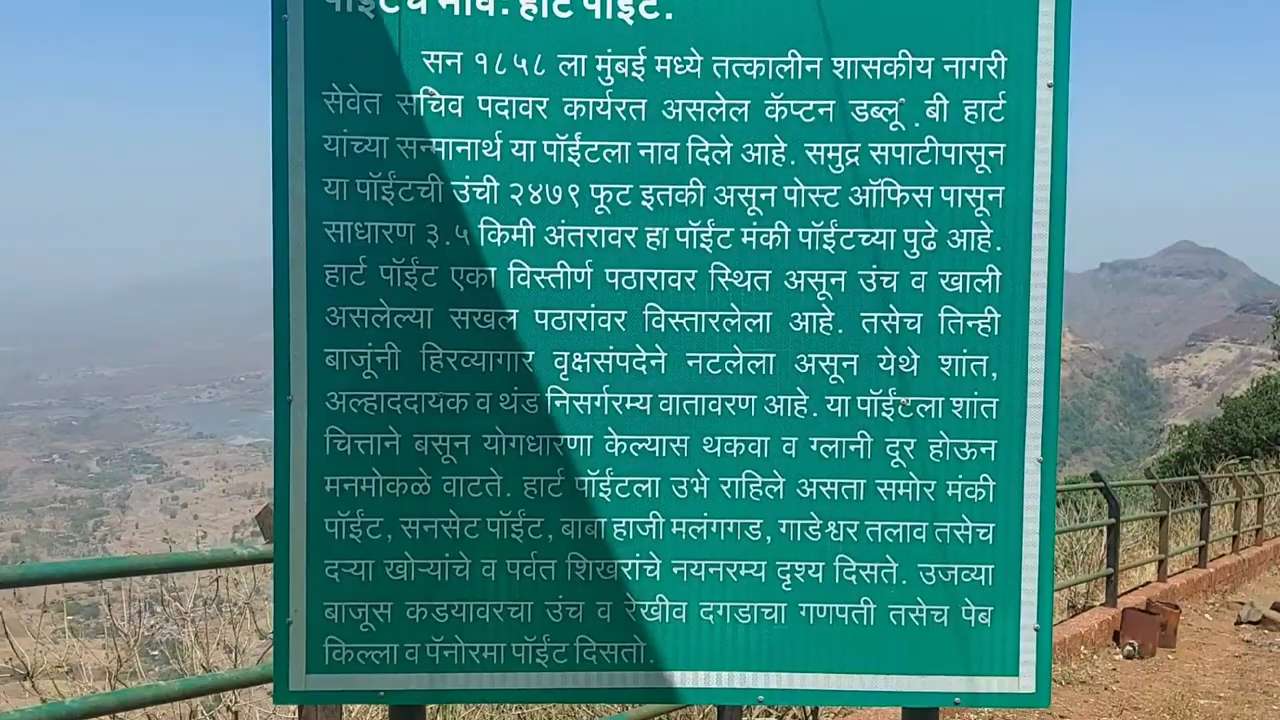 पॉईंटचे नाव: हार्ट पॉईंट.
सन १८५८ ला मुंबई मध्ये तत्कालीन शासकीय नागरी
सेवेत सचिव पदावर कार्यरत असलेल कॅप्टन डब्लू .बी हार्ट
यांच्या सन्मानार्थ या पॉईंटला नाव दिले आहे. समुद्र सपाटीपासून
या पॉईंटची उंची २४७९ फूट इतकी असून पोस्ट ऑफिस पासून
साधारण ३.५ किमी अंतरावर हा पॉईंट मंकी पॉईंटच्या पुढे आहे.
हार्ट पॉईंट एका विस्तीर्ण पठारावर स्थित असून उंच व खाली
असलेल्या सखल पठारांवर विस्तारलेला आहे. तसेच तिन्ही
बाजूंनी हिरव्यागार वृक्षसंपदेने नटलेला असून येथे शांत,
अल्हाददायक व थंड निसर्गरम्य वातावरण आहे. या पॉईंटला शांत
चित्ताने बसून योगधारणा केल्यास थकवा व ग्लानी दूर होऊन
मनमोकळे वाटते. हार्ट पॉईंटला उभे राहिले असता समोर मंकी
पॉईंट, सनसेट पॉईंट, बाबा हाजी मलंगगड, गाडेश्वर तलाव तसेच
दऱ्या खोऱ्यांचे व पर्वत शिखरांचे नयनरम्य दृश्य दिसते. उजव्या
बाजूस कडयावरचा उंच व रेखीव दगडाचा गणपती तसेच पेब
किल्ला व पॅनोरमा पॉईंट दिसतो.